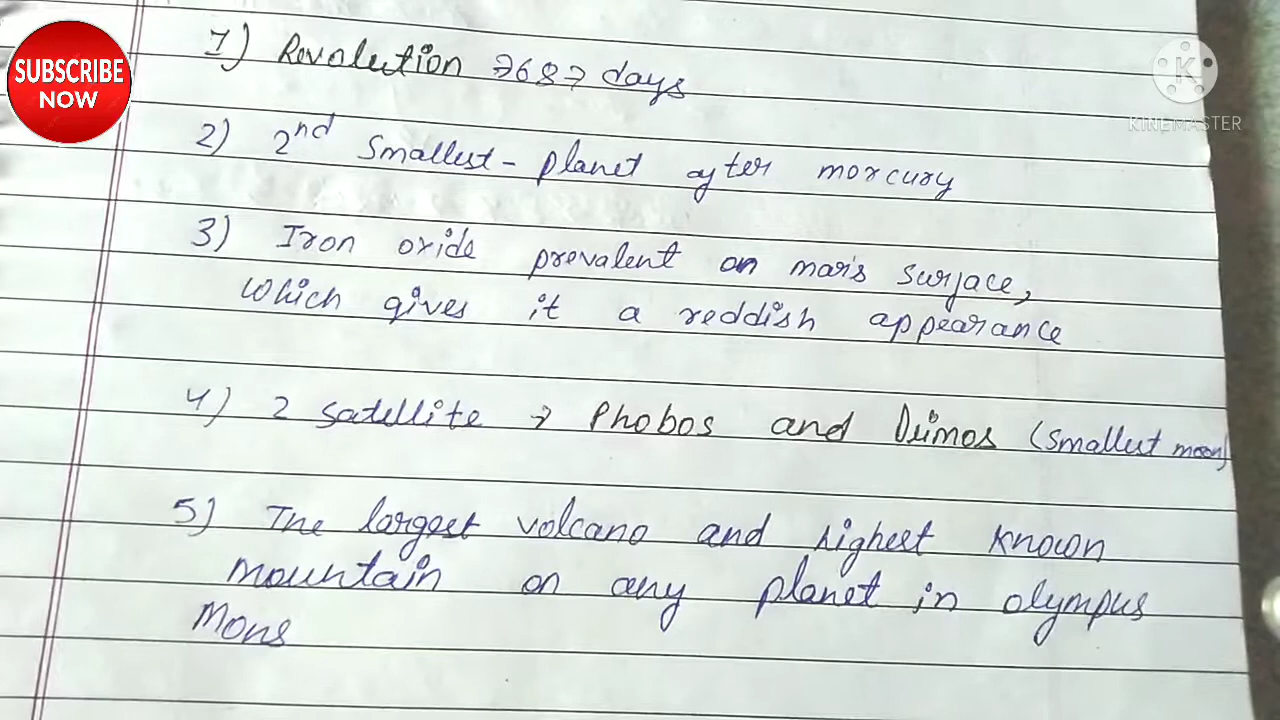 SUBSCRIBE
NOW
KINEMASTER
1) Revolution → 687 days
2) 2nd Smallest - planet after morcury
3) Iron oxide prevalent on mars surface,
which gives it a reddish appearance
4) 2 satellite → Phobos and Deimos (smallest moon)
5) The largest volcano and highest known
mountain on any planet in olympus
Mons